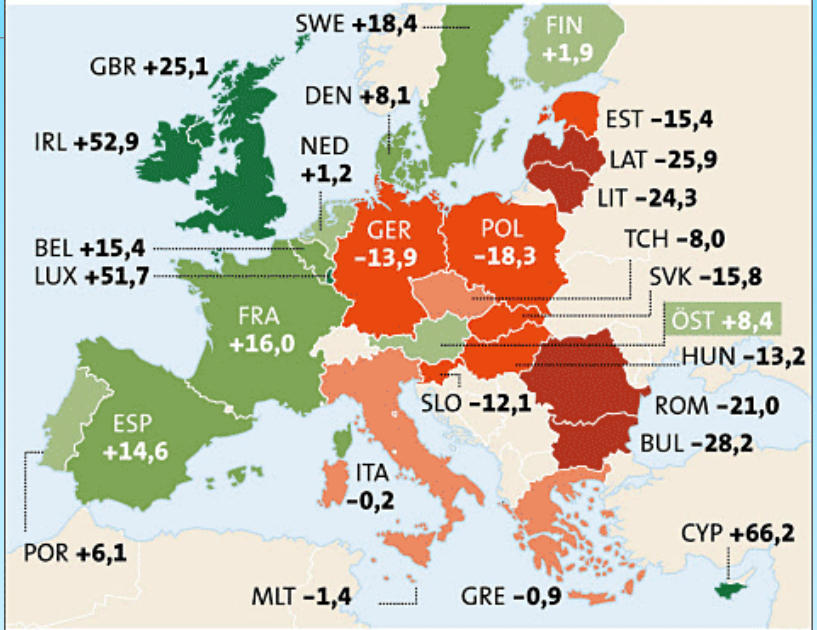 SWE +18,4
FIN
+1,9
GBR +25,1
DEN +8,1
IRL +52,9
NED
+1,2
EST −15,4
LAT −25,9
LIT −24,3
GER
−13,9
POL
−18,3
TCH −8,0
BEL +15,4
LUX +51,7
SVK −15,8
FRA
+16,0
ÖST +8,4
HUN −13,2
SLO −12,1
ROM −21,0
ESP
+14,6
BUL −28,2
ITA
−0,2
POR +6,1
CYP +66,2
MLT −1,4
GRE −0,9